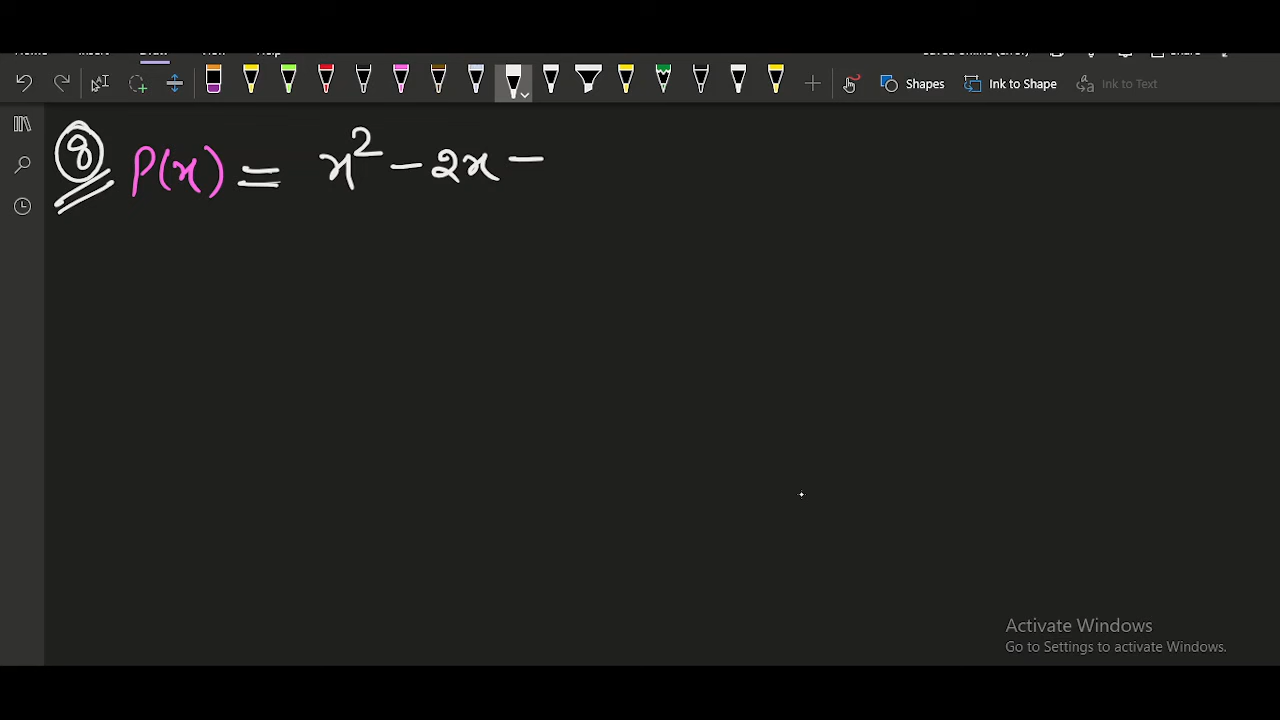 Shapes Ink to Shape Ink to Text
8 P(x) = x² - 2x -
Activate Windows
Go to Settings to activate Windows.